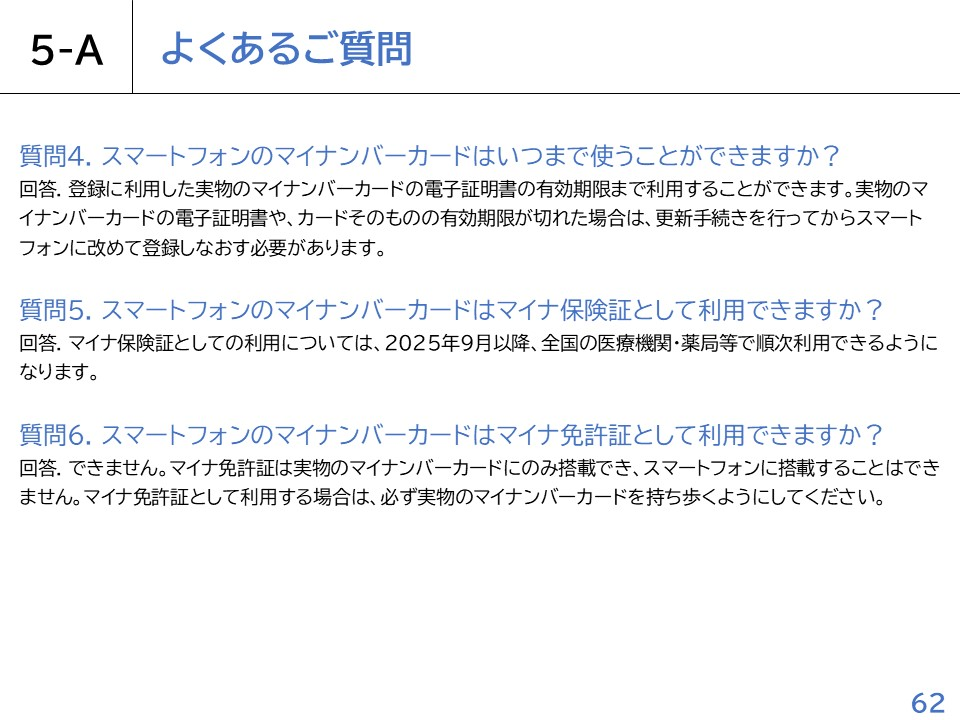 5-A
よくあるご質問
質問4. スマートフォンのマイナンバーカードはいつまで使うことができますか？
回答. 登録に利用した実物のマイナンバーカードの電子証明書の有効期限まで利用することができます。実物のマ
イナンバーカードの電子証明書や、カードそのものの有効期限が切れた場合は、更新手続きを行ってからスマート
フォンに改めて登録しなおす必要があります。
質問5. スマートフォンのマイナンバーカードはマイナ保険証として利用できますか？
回答. マイナ保険証としての利用については、2025年9月以降、全国の医療機関・薬局等で順次利用できるように
なります。
質問6. スマートフォンのマイナンバーカードはマイナ免許証として利用できますか？
回答. できません。マイナ免許証は実物のマイナンバーカードにのみ搭載でき、スマートフォンに搭載することはでき
ません。マイナ免許証として利用する場合は、必ず実物のマイナンバーカードを持ち歩くようにしてください。
62